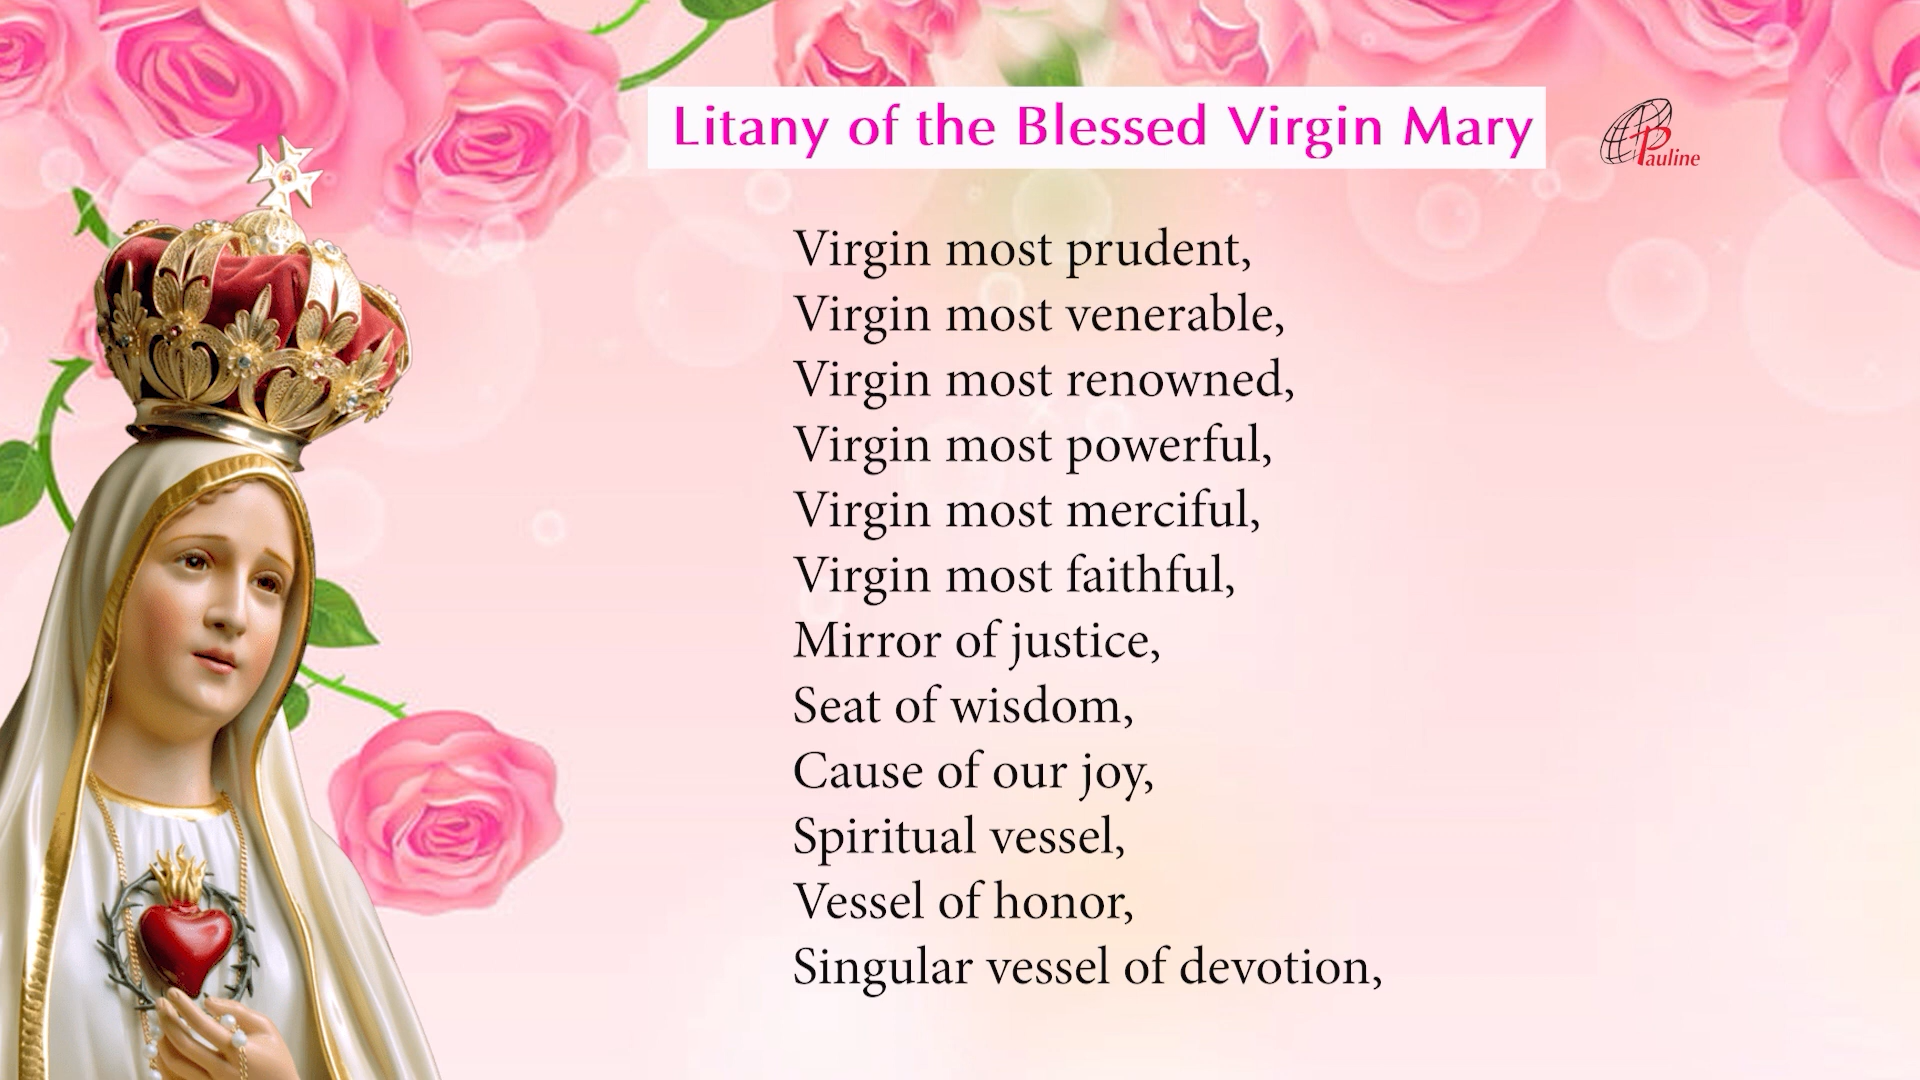 Litany of the Blessed Virgin Mary
Pauline
Virgin most prudent,
Virgin most venerable,
Virgin most renowned,
Virgin most powerful,
Virgin most merciful,
Virgin most faithful,
Mirror of justice,
Seat of wisdom,
Cause of our joy,
Spiritual vessel,
Vessel of honor,
Singular vessel of devotion,